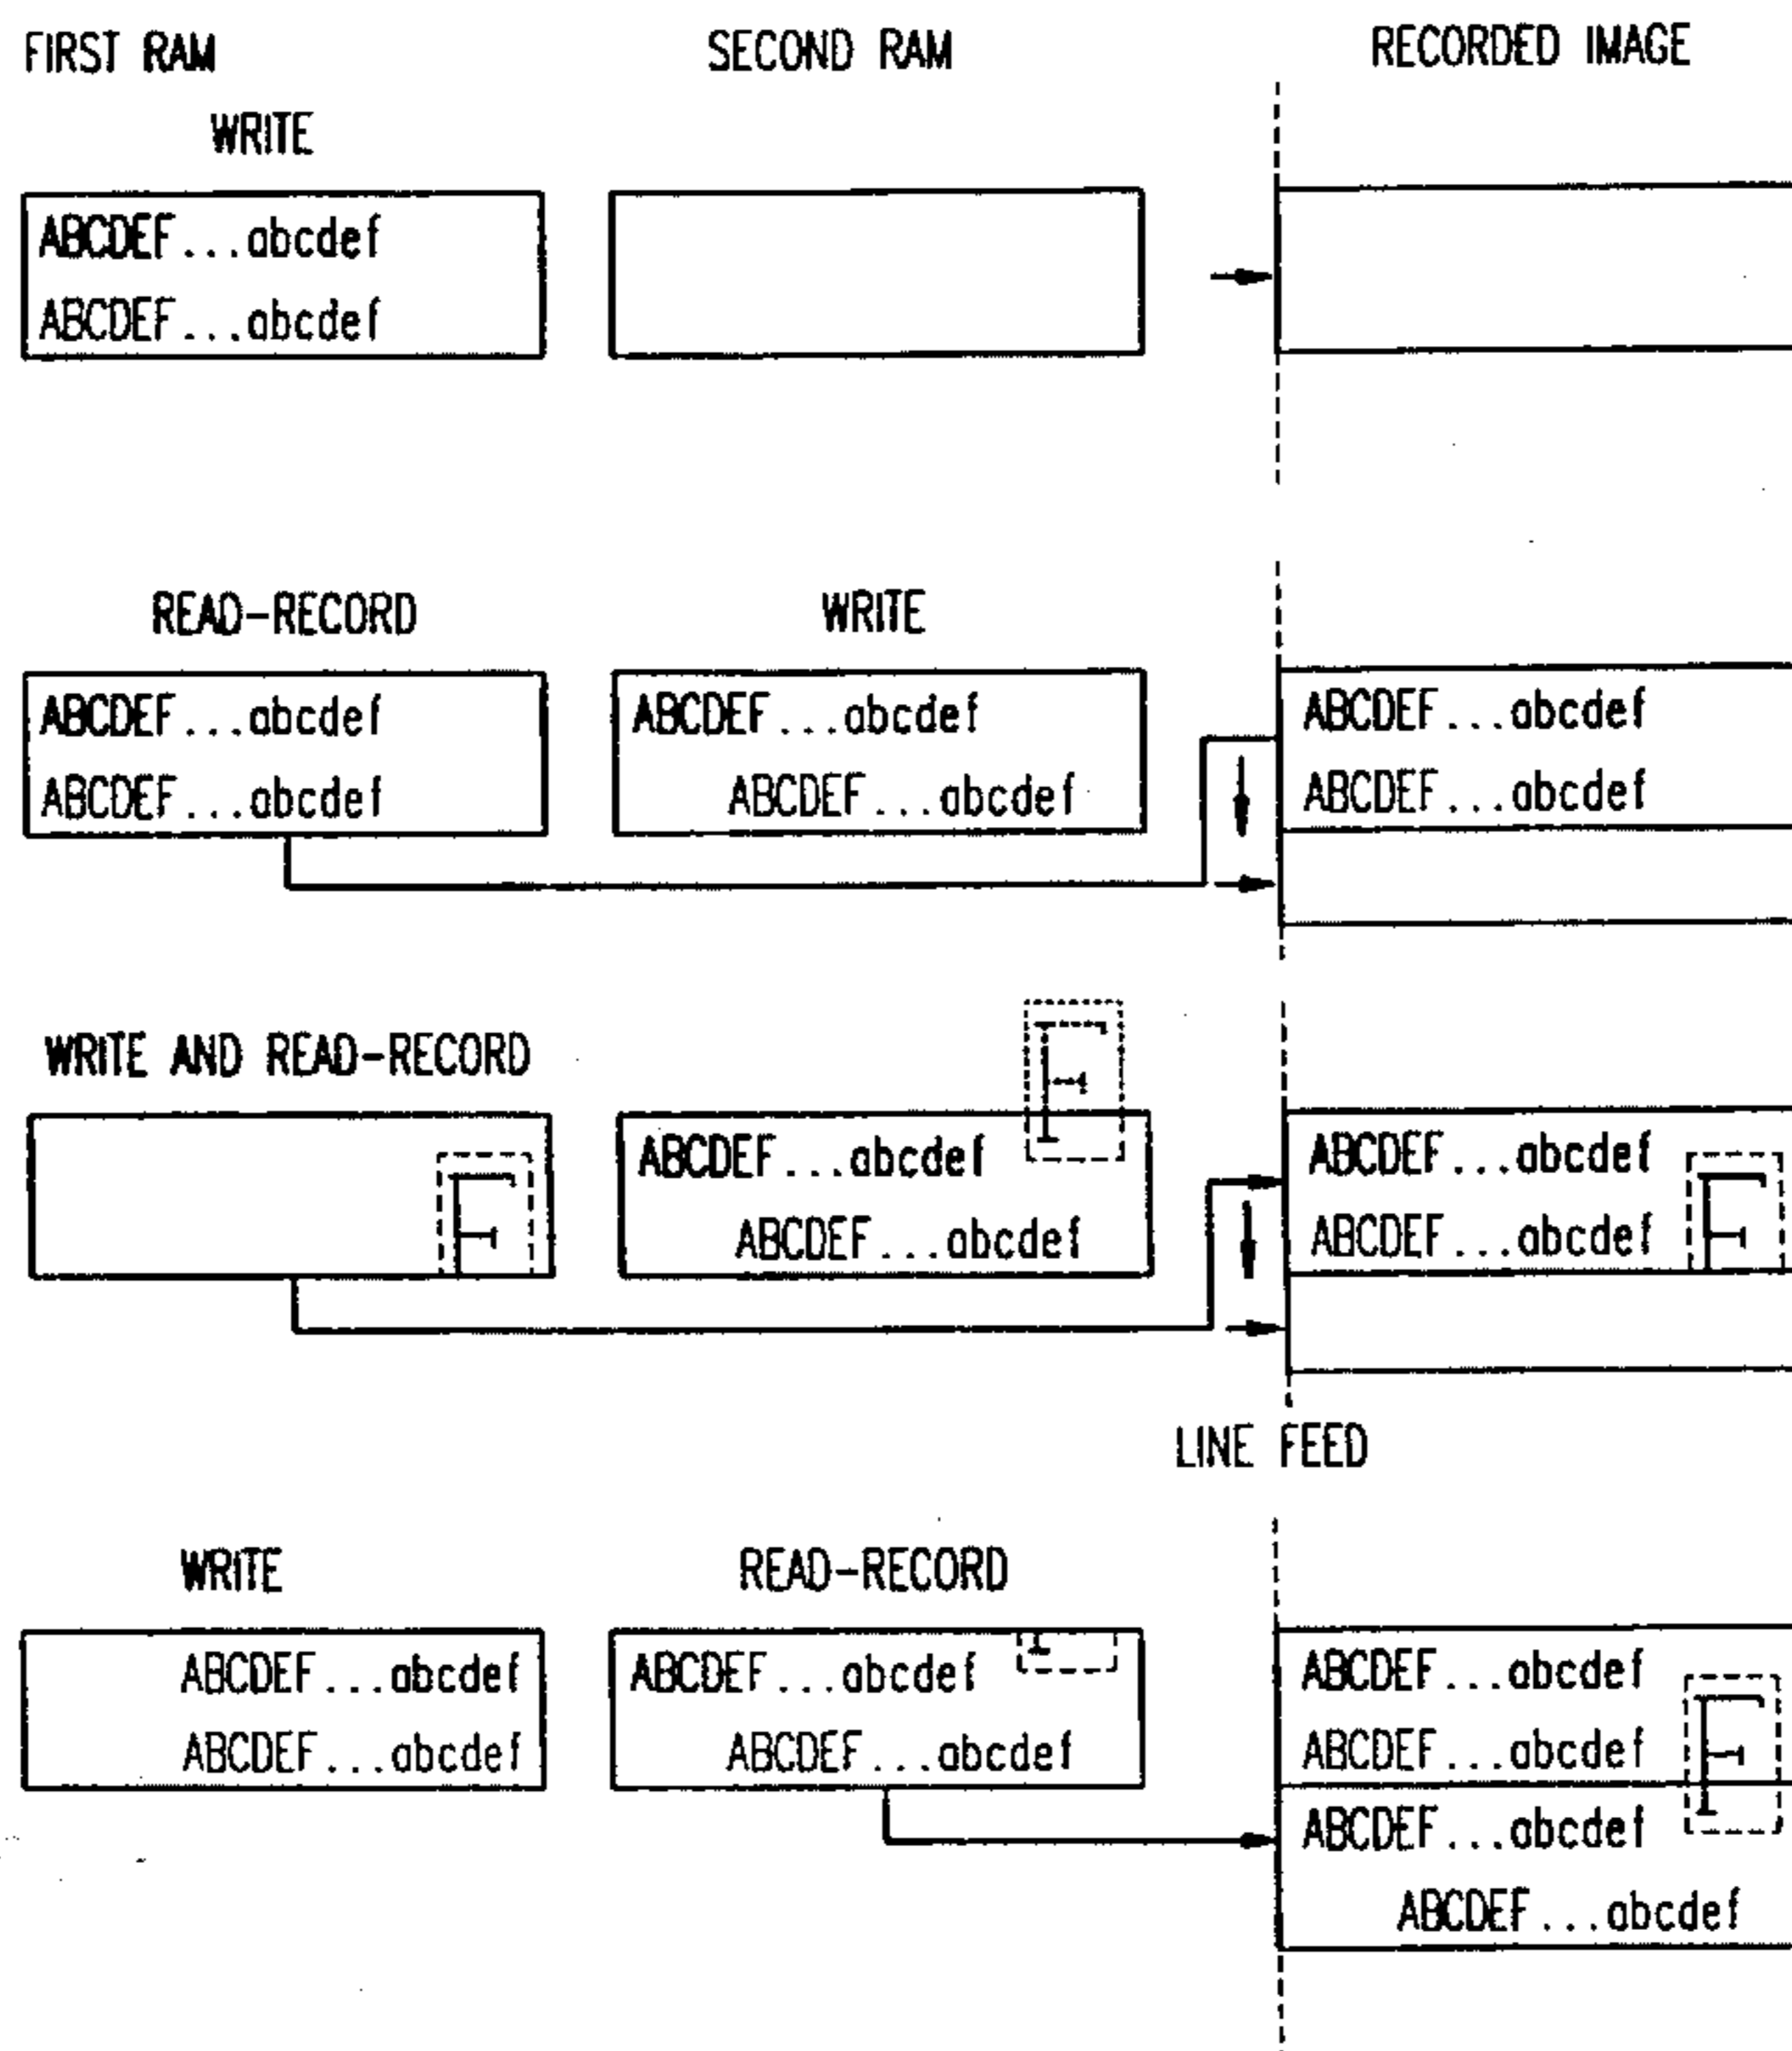 FIRST RAM SECOND RAM RECORDED IMAGE
WRITE
ABCDEF...abcdef
ABCDEF...abcdef
READ-RECORD WRITE
ABCDEF...abcdef ABCDEF...abcdef ABCDEF...abcdef
ABCDEF...abcdef ABCDEF...abcdef ABCDEF...abcdef
WRITE AND READ-RECORD
F
ABCDEF...abcdef ABCDEF...abcdef
F ABCDEF...abcdef ABCDEF...abcdef F
LINE FEED
WRITE READ-RECORD
ABCDEF...abcdef ABCDEF...abcdef ABCDEF...abcdef
ABCDEF...abcdef ABCDEF...abcdef ABCDEF...abcdef F
ABCDEF...abcdef
ABCDEF...abcdef